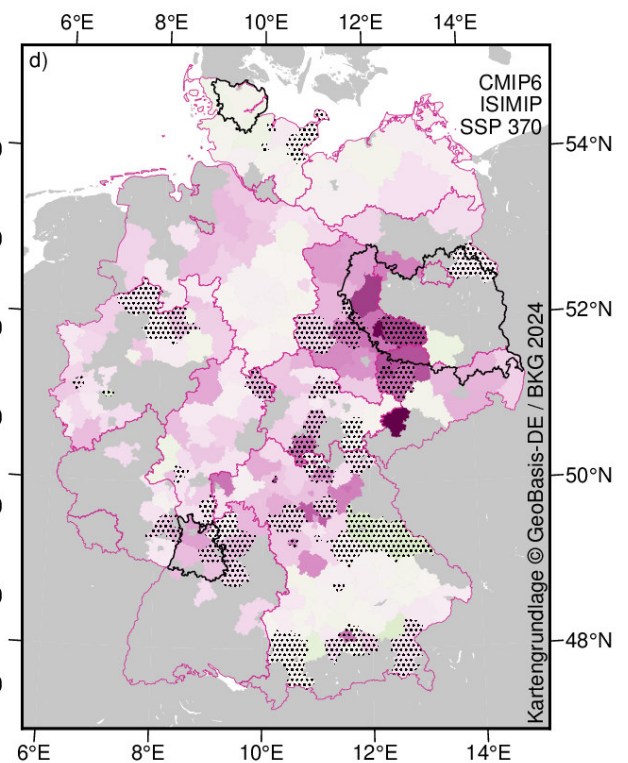 6°E 8°E 10°E 12°E 14°E
d)
CMIP6
ISIMIP
SSP 370
54°N
52°N
50°N
48°N
Kartengrundlage © GeoBasis-DE / BKG 2024
6°E 8°E 10°E 12°E 14°E